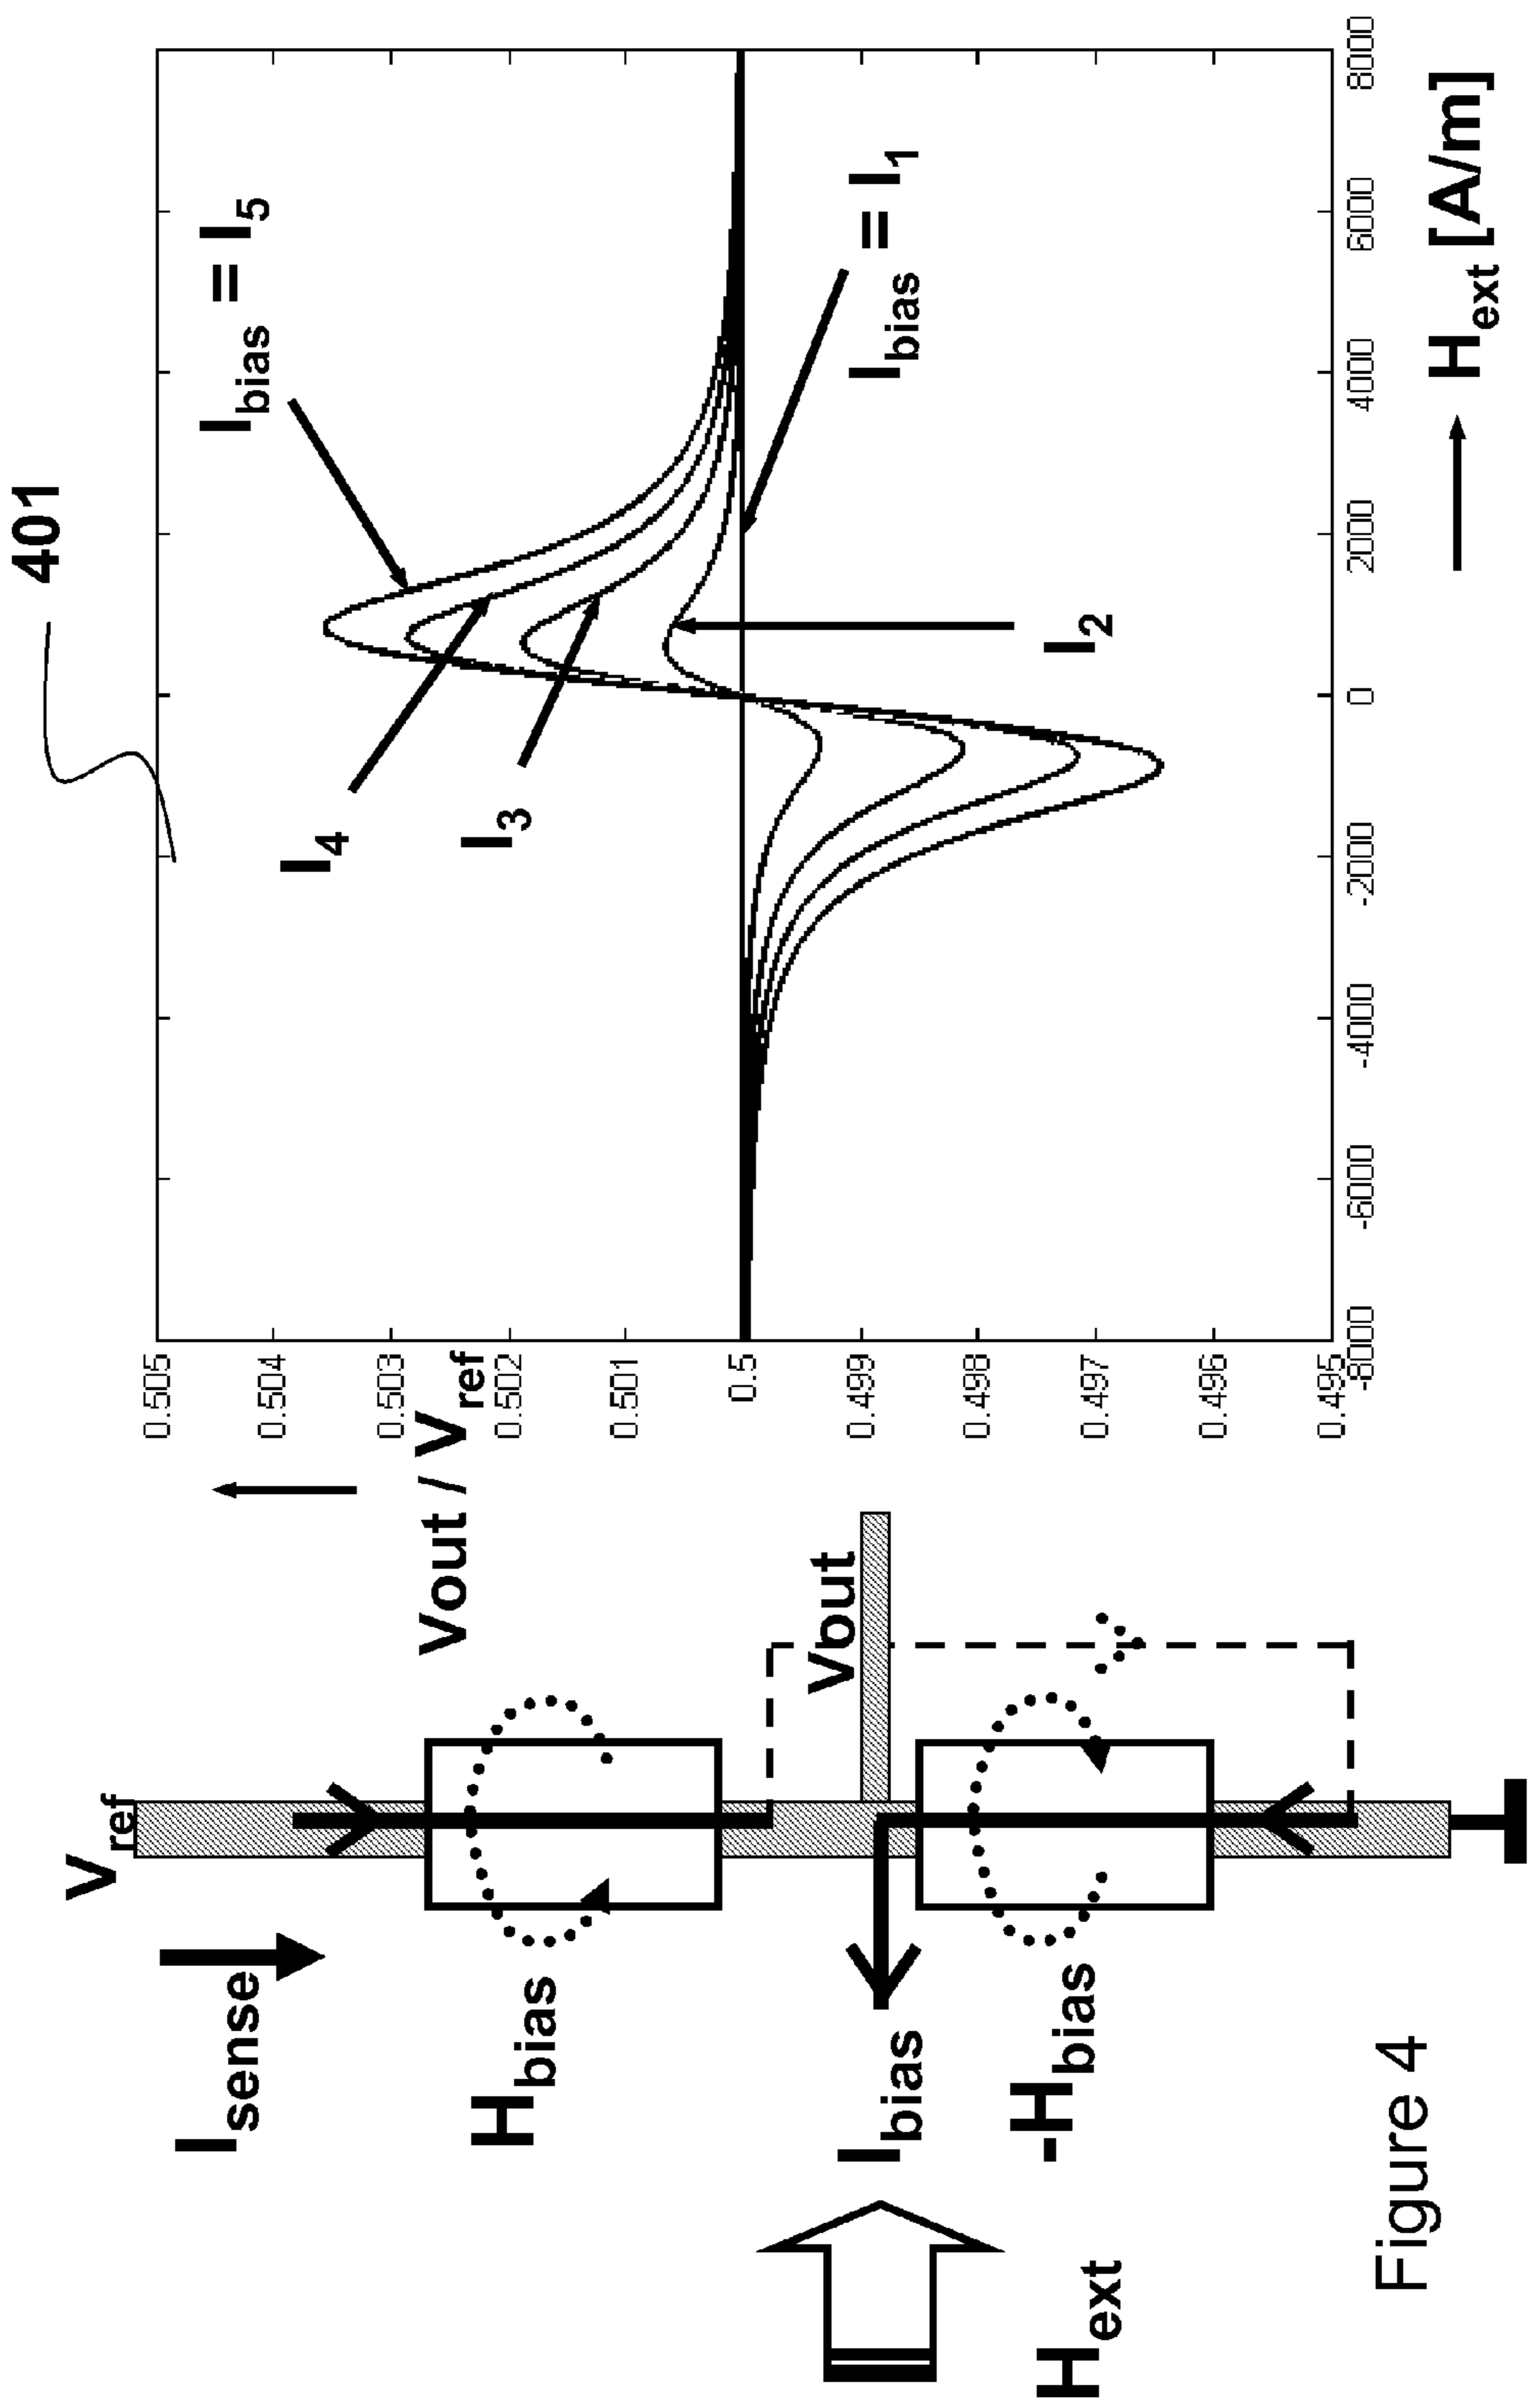 401
V_ref
I_sense
H_bias
I_bias
-H_bias
H_ext
Vout
Vout / V_ref
0.505
0.504
0.503
0.502
0.501
0.5
0.499
0.498
0.497
0.496
0.495
-8000
-6000
-4000
-2000
0
2000
4000
6000
8000
H_ext [A/m]
I_bias = I_5
I_4
I_3
I_bias = I_1
I_2
Figure 4